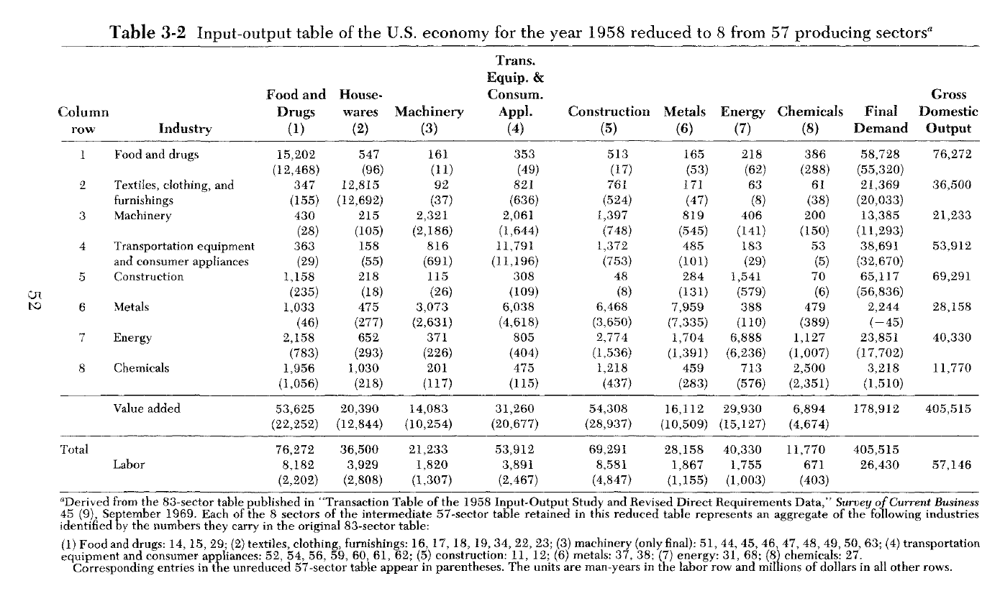 Table 3-2 Input-output table of the U.S. economy for the year 1958 reduced to 8 from 57 producing sectorsᵃ
Trans.
Equip. &
Food and House- Consum. Gross
Column Drugs wares Machinery Appl. Construction Metals Energy Chemicals Final Domestic
row Industry (1) (2) (3) (4) (5) (6) (7) (8) Demand Output
1 Food and drugs 15,202 547 161 353 513 165 218 386 58,728 76,272
(12,468) (96) (11) (49) (17) (53) (62) (288) (55,320)
2 Textiles, clothing, and 347 12,815 92 821 761 171 63 61 21,369 36,500
furnishings (155) (12,692) (37) (636) (524) (47) (8) (38) (20,033)
3 Machinery 430 215 2,321 2,061 1,397 819 406 200 13,385 21,233
(28) (105) (2,186) (1,644) (748) (545) (141) (150) (11,293)
4 Transportation equipment 363 158 816 11,791 1,372 485 183 53 38,691 53,912
and consumer appliances (29) (55) (691) (11,196) (753) (101) (29) (5) (32,670)
5 Construction 1,158 218 115 308 48 284 1,541 70 65,117 69,291
(235) (18) (26) (109) (8) (131) (579) (6) (56,836)
6 Metals 1,033 475 3,073 6,038 6,468 7,959 388 479 2,244 28,158
(46) (277) (2,631) (4,618) (3,650) (7,335) (110) (389) (−45)
7 Energy 2,158 652 371 805 2,774 1,704 6,888 1,127 23,851 40,330
(783) (293) (226) (404) (1,536) (1,391) (6,236) (1,007) (17,702)
8 Chemicals 1,956 1,030 201 475 1,218 459 713 2,500 3,218 11,770
(1,056) (218) (117) (115) (437) (283) (576) (2,351) (1,510)
Value added 53,625 20,390 14,083 31,260 54,308 16,112 29,930 6,894 178,912 405,515
(22,252) (12,844) (10,254) (20,677) (28,937) (10,509) (15,127) (4,674)
Total 76,272 36,500 21,233 53,912 69,291 28,158 40,330 11,770 405,515
Labor 8,182 3,929 1,820 3,891 8,581 1,867 1,755 671 26,430 57,146
(2,202) (2,808) (1,307) (2,467) (4,847) (1,155) (1,003) (403)
ᵃDerived from the 83-sector table published in “Transaction Table of the 1958 Input-Output Study and Revised Direct Requirements Data,” Survey of Current Business
45 (9), September 1969. Each of the 8 sectors of the intermediate 57-sector table retained in this reduced table represents an aggregate of the following industries
identified by the numbers they carry in the original 83-sector table:
(1) Food and drugs: 14, 15, 29; (2) textiles, clothing, furnishings: 16, 17, 18, 19, 34, 22, 23; (3) machinery (only final): 51, 44, 45, 46, 47, 48, 49, 50, 63; (4) transportation
equipment and consumer appliances: 52, 54, 56, 59, 60, 61, 62; (5) construction: 11, 12; (6) metals: 37, 38; (7) energy: 31, 68; (8) chemicals: 27.
Corresponding entries in the unreduced 57-sector table appear in parentheses. The units are man-years in the labor row and millions of dollars in all other rows.
52